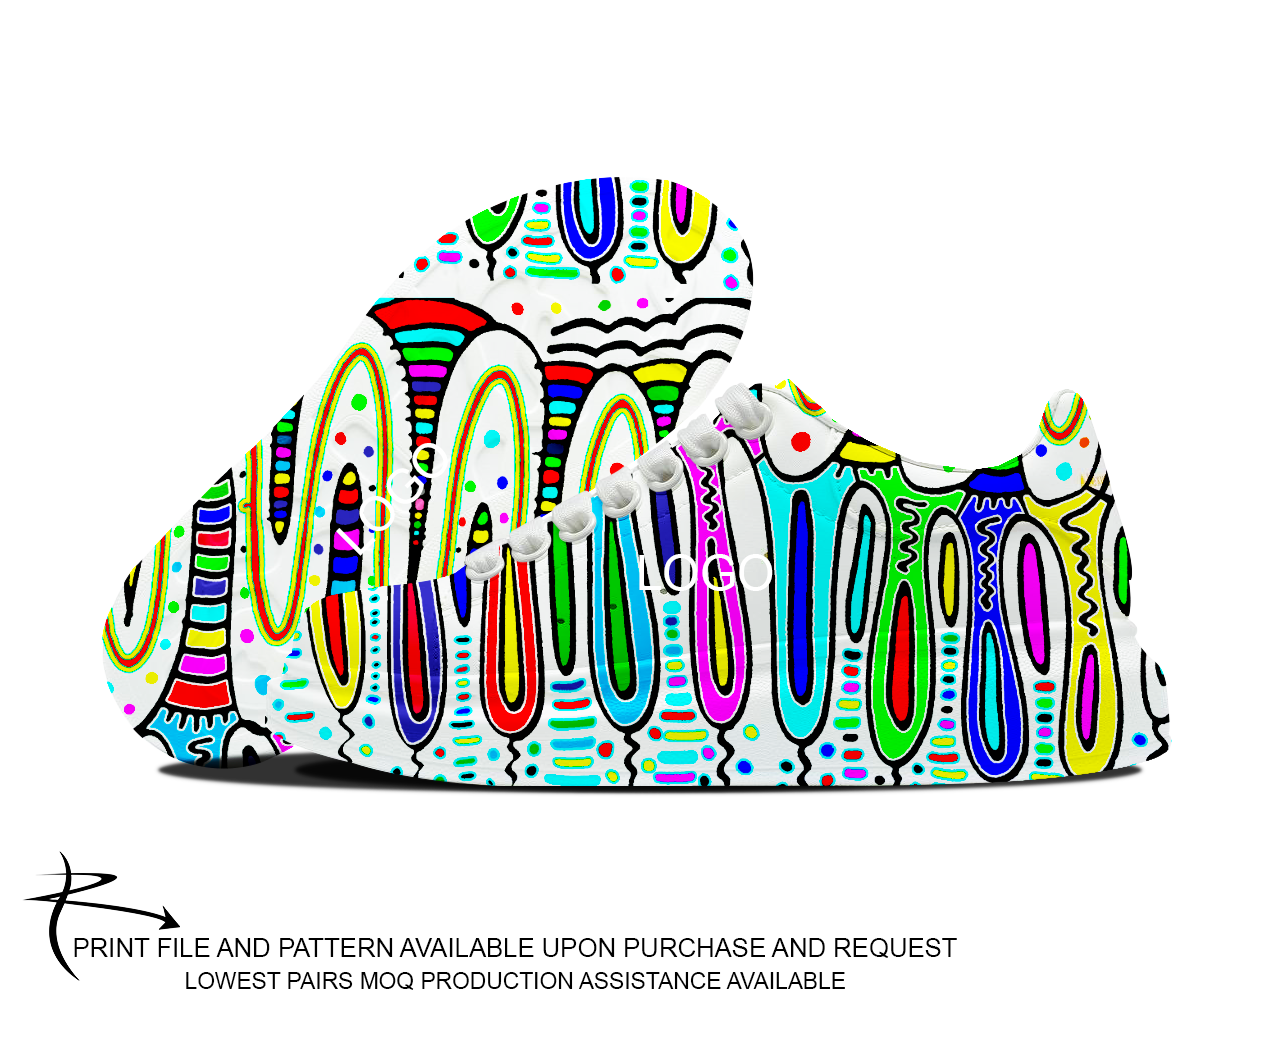 LOGO
LOGO
PRINT FILE AND PATTERN AVAILABLE UPON PURCHASE AND REQUEST
LOWEST PAIRS MOQ PRODUCTION ASSISTANCE AVAILABLE